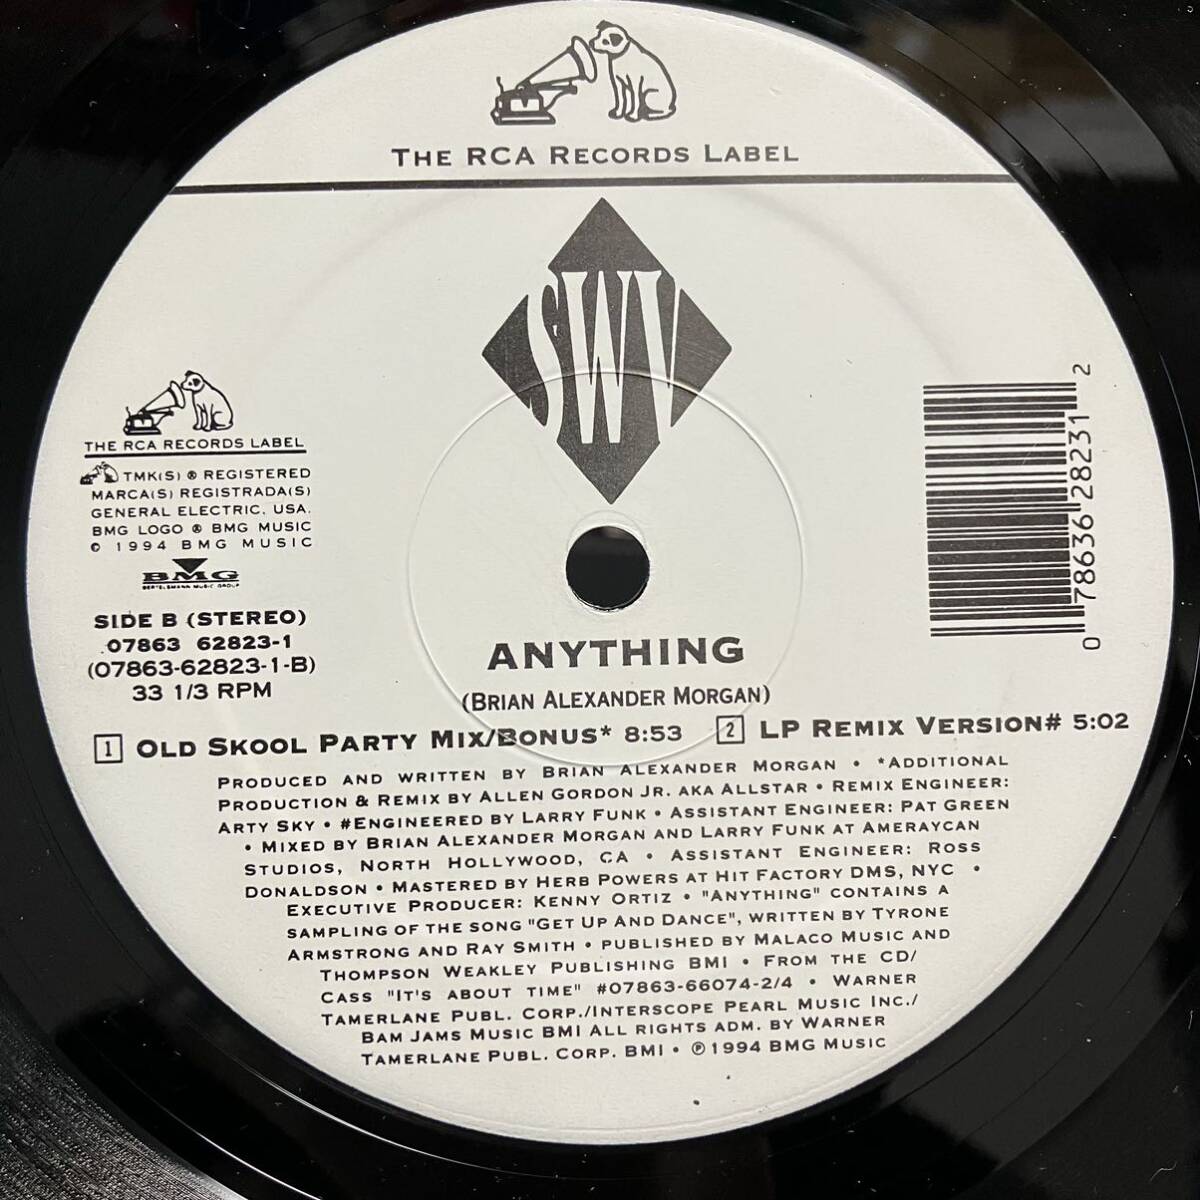 THE RCA RECORDS LABEL
SWV
THE RCA RECORDS LABEL
TMK(S) ® REGISTERED
MARCA(S) REGISTRADA(S)
GENERAL ELECTRIC, USA.
BMG LOGO ® BMG MUSIC
© 1994 BMG MUSIC
BMG
BERTELSMANN MUSIC GROUP
SIDE B (STEREO)
07863 62823-1
(07863-62823-1-B)
33 1/3 RPM
0 78636 28231 2
ANYTHING
(BRIAN ALEXANDER MORGAN)
1 OLD SKOOL PARTY MIX/BONUS* 8:53 2 LP REMIX VERSION# 5:02
PRODUCED AND WRITTEN BY BRIAN ALEXANDER MORGAN • *ADDITIONAL
PRODUCTION & REMIX BY ALLEN GORDON JR. AKA ALLSTAR • REMIX ENGINEER:
ARTY SKY • #ENGINEERED BY LARRY FUNK • ASSISTANT ENGINEER: PAT GREEN
• MIXED BY BRIAN ALEXANDER MORGAN AND LARRY FUNK AT AMERAYCAN
STUDIOS, NORTH HOLLYWOOD, CA • ASSISTANT ENGINEER: ROSS
DONALDSON • MASTERED BY HERB POWERS AT HIT FACTORY DMS, NYC •
EXECUTIVE PRODUCER: KENNY ORTIZ • "ANYTHING" CONTAINS A
SAMPLING OF THE SONG "GET UP AND DANCE", WRITTEN BY TYRONE
ARMSTRONG AND RAY SMITH • PUBLISHED BY MALACO MUSIC AND
THOMPSON WEAKLEY PUBLISHING BMI • FROM THE CD/
CASS "IT'S ABOUT TIME" #07863-66074-2/4 • WARNER
TAMERLANE PUBL. CORP./INTERSCOPE PEARL MUSIC INC./
BAM JAMS MUSIC BMI ALL RIGHTS ADM. BY WARNER
TAMERLANE PUBL. CORP. BMI • ℗ 1994 BMG MUSIC